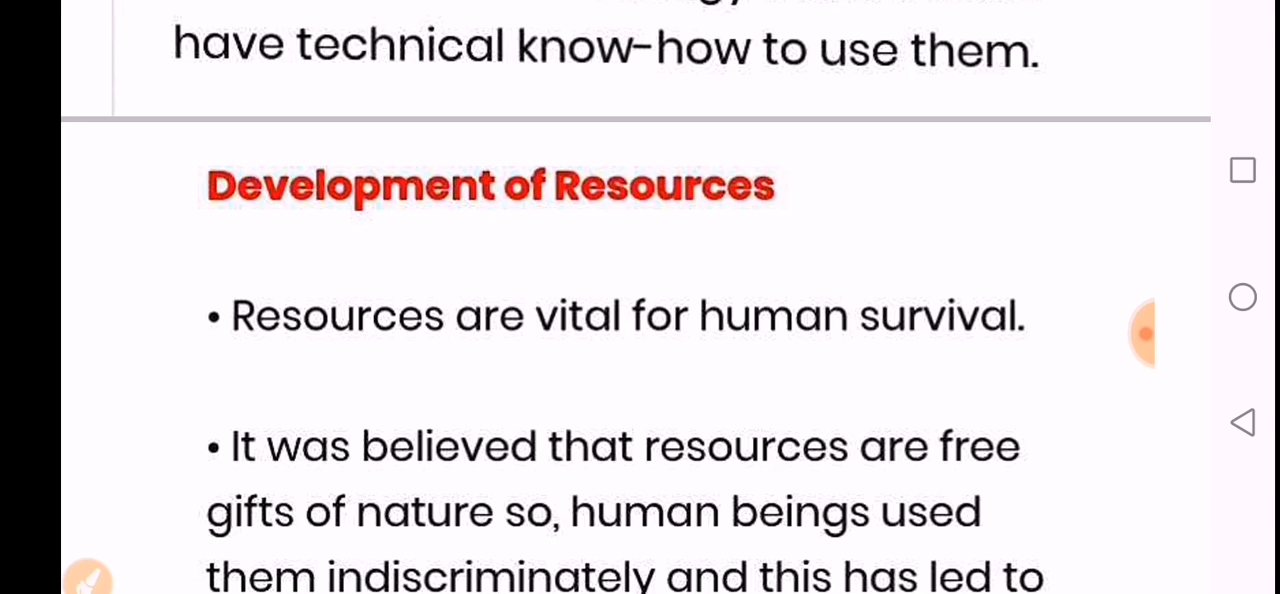 have technical know-how to use them.
Development of Resources
• Resources are vital for human survival.
• It was believed that resources are free
gifts of nature so, human beings used
them indiscriminately and this has led to